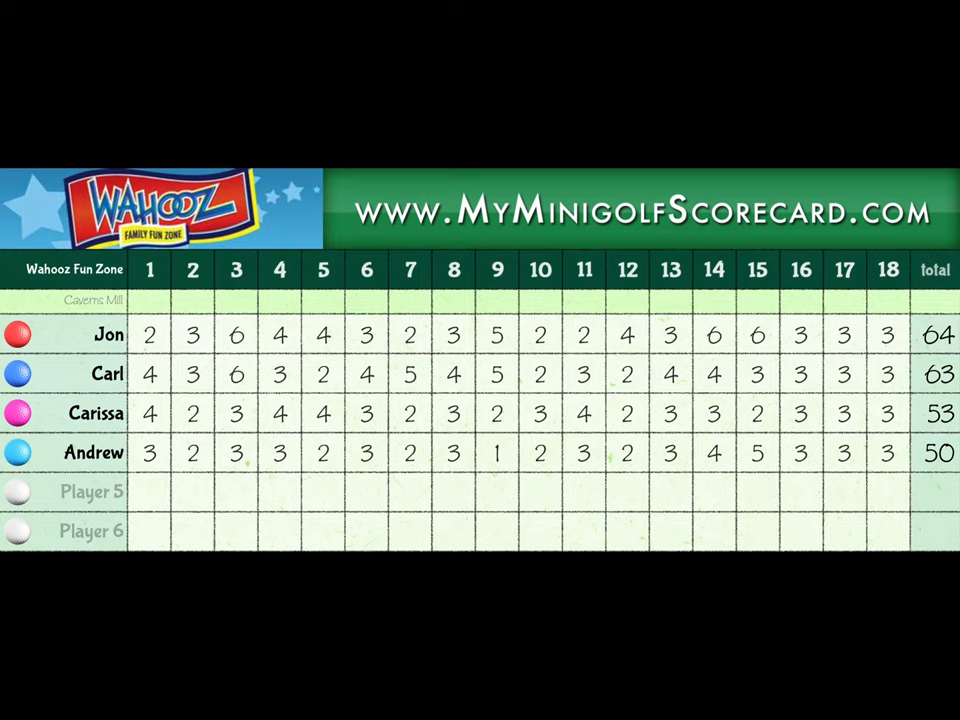 WAHOOZ
FAMILY FUN ZONE
www.MyMinigolfScorecard.com
Wahooz Fun Zone 1 2 3 4 5 6 7 8 9 10 11 12 13 14 15 16 17 18 total
Caverns Mill
Jon 2 3 6 4 4 3 2 3 5 2 2 4 3 6 6 3 3 3 64
Carl 4 3 6 3 2 4 5 4 5 2 3 2 4 4 3 3 3 3 63
Carissa 4 2 3 4 4 3 2 3 2 3 4 2 3 3 2 3 3 3 53
Andrew 3 2 3 3 2 3 2 3 1 2 3 2 3 4 5 3 3 3 50
Player 5
Player 6